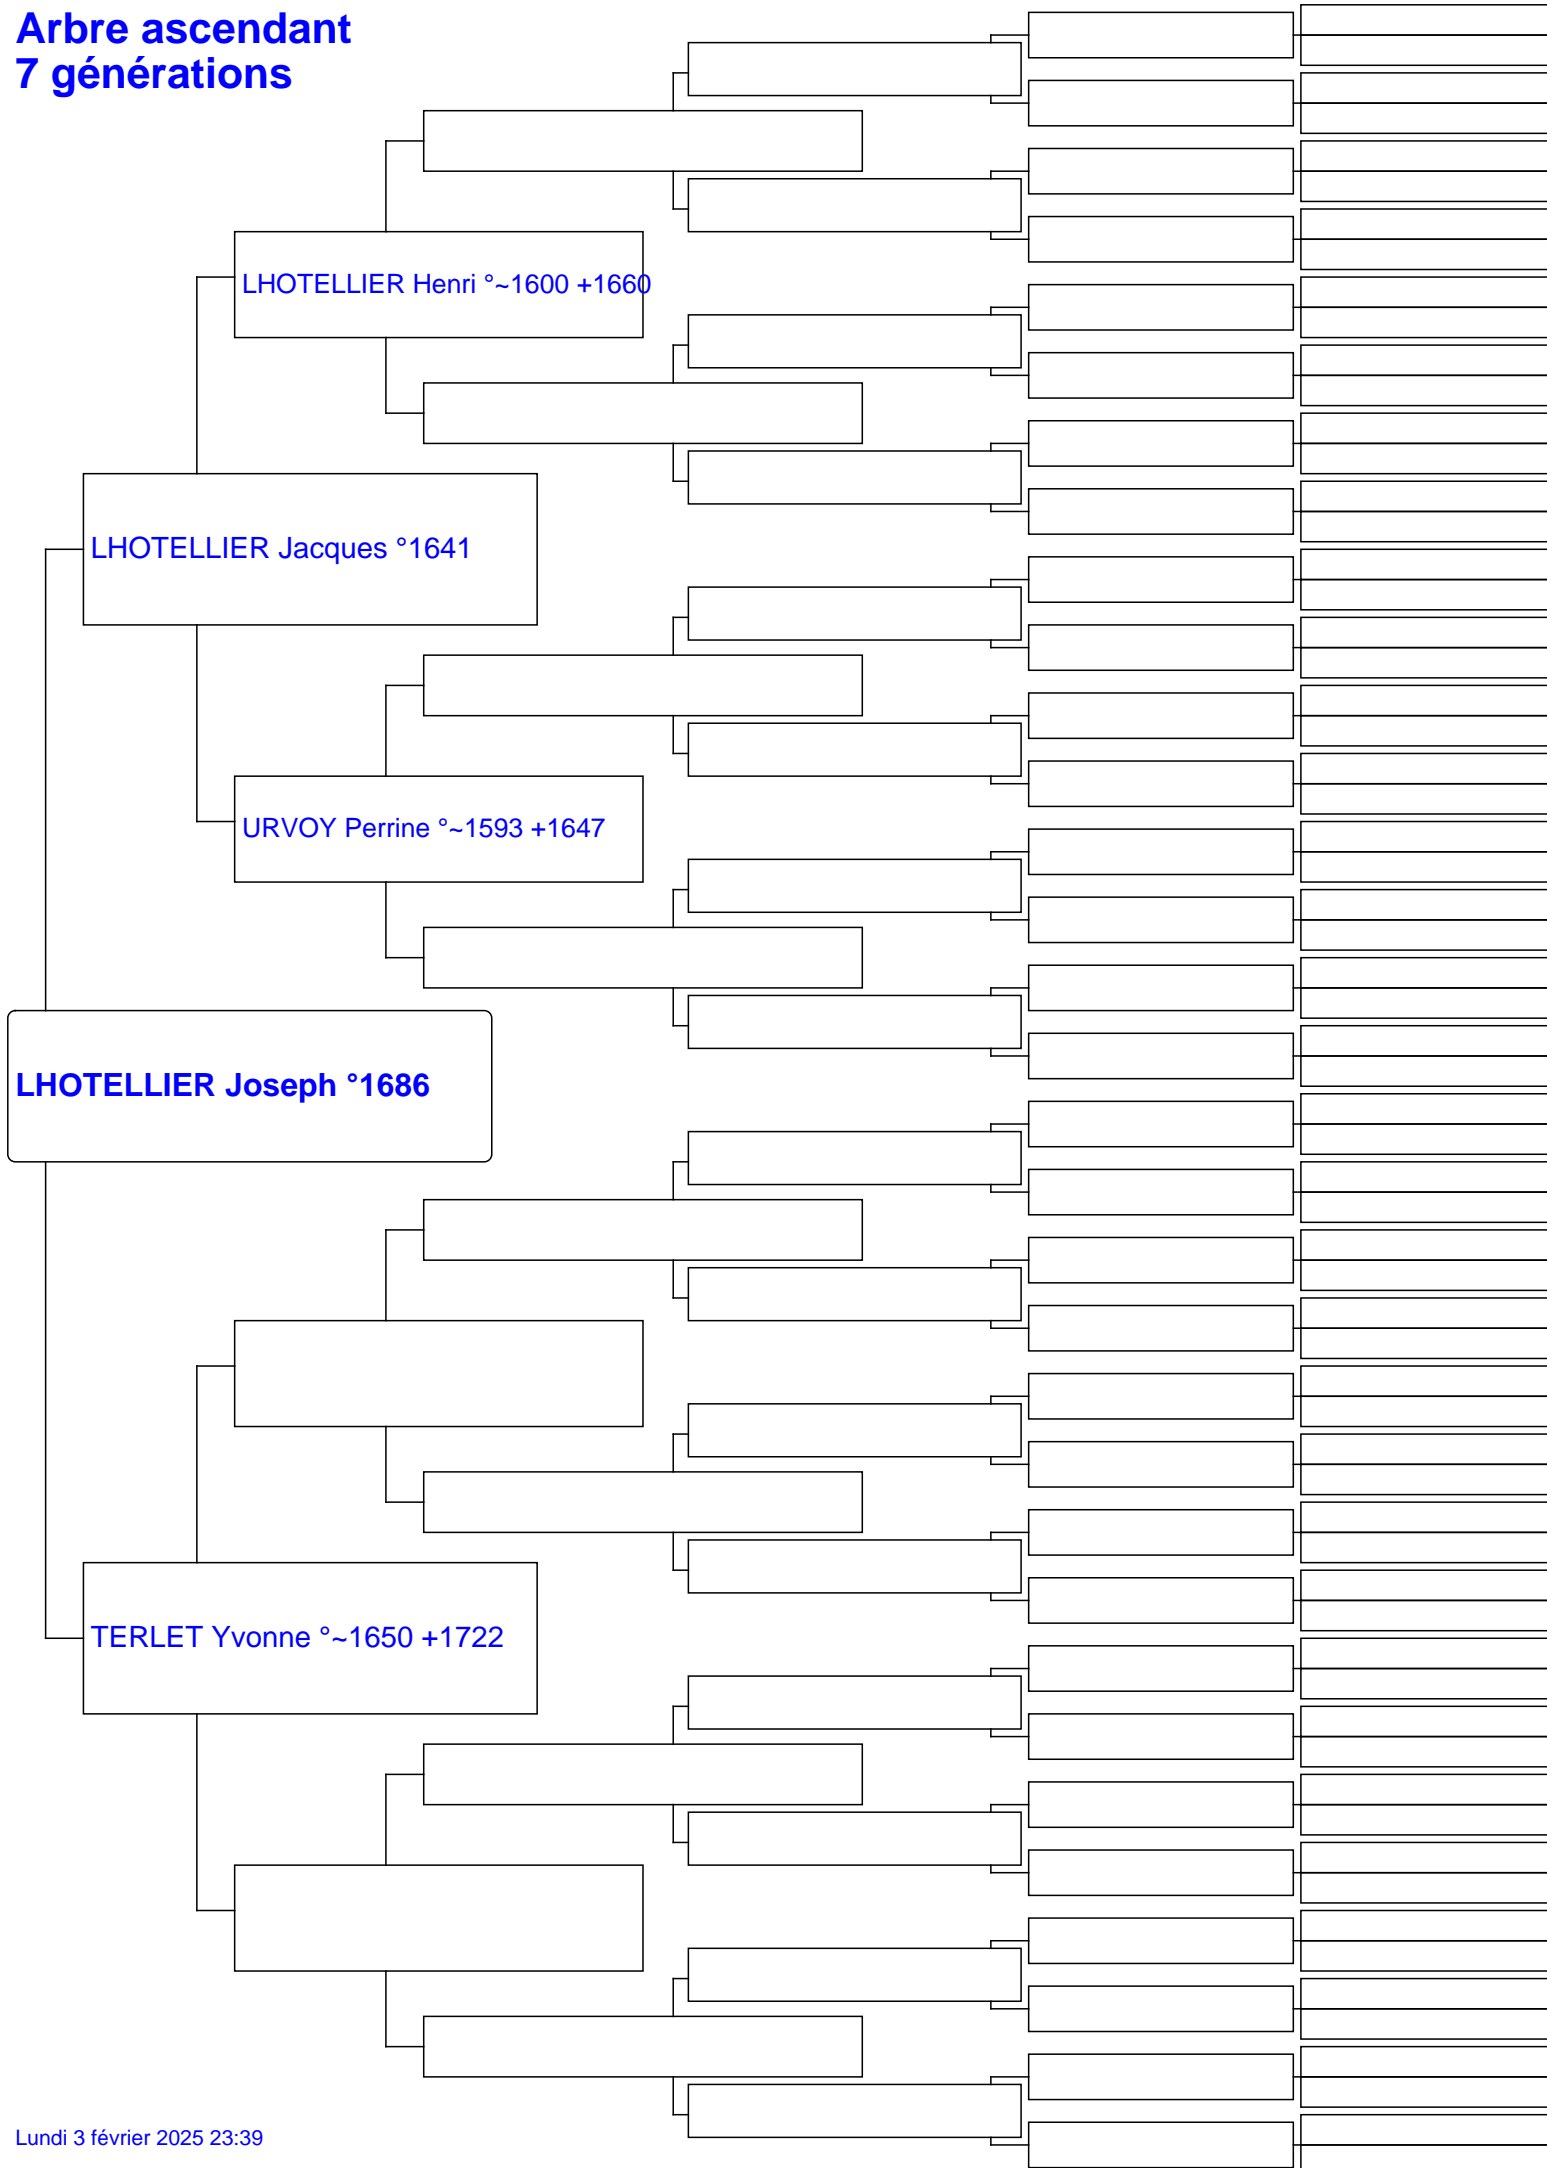 Arbre ascendant
7 générations
LHOTELLIER Henri °~1600 +1660
LHOTELLIER Jacques °1641
URVOY Perrine °~1593 +1647
LHOTELLIER Joseph °1686
TERLET Yvonne °~1650 +1722
Lundi 3 février 2025 23:39